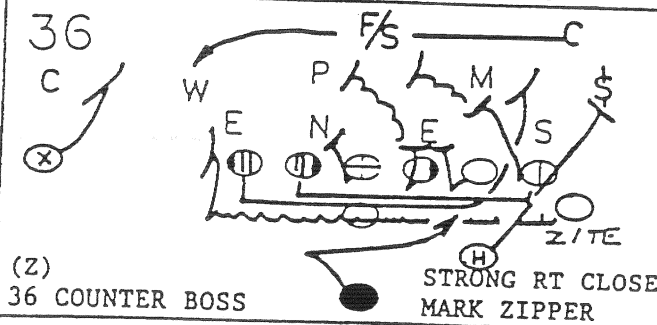 36
F/S
C
C
W
P
M
$
E
N
E
S
X
Z/TE
H
(Z)
STRONG RT CLOSE
36 COUNTER BOSS
MARK ZIPPER